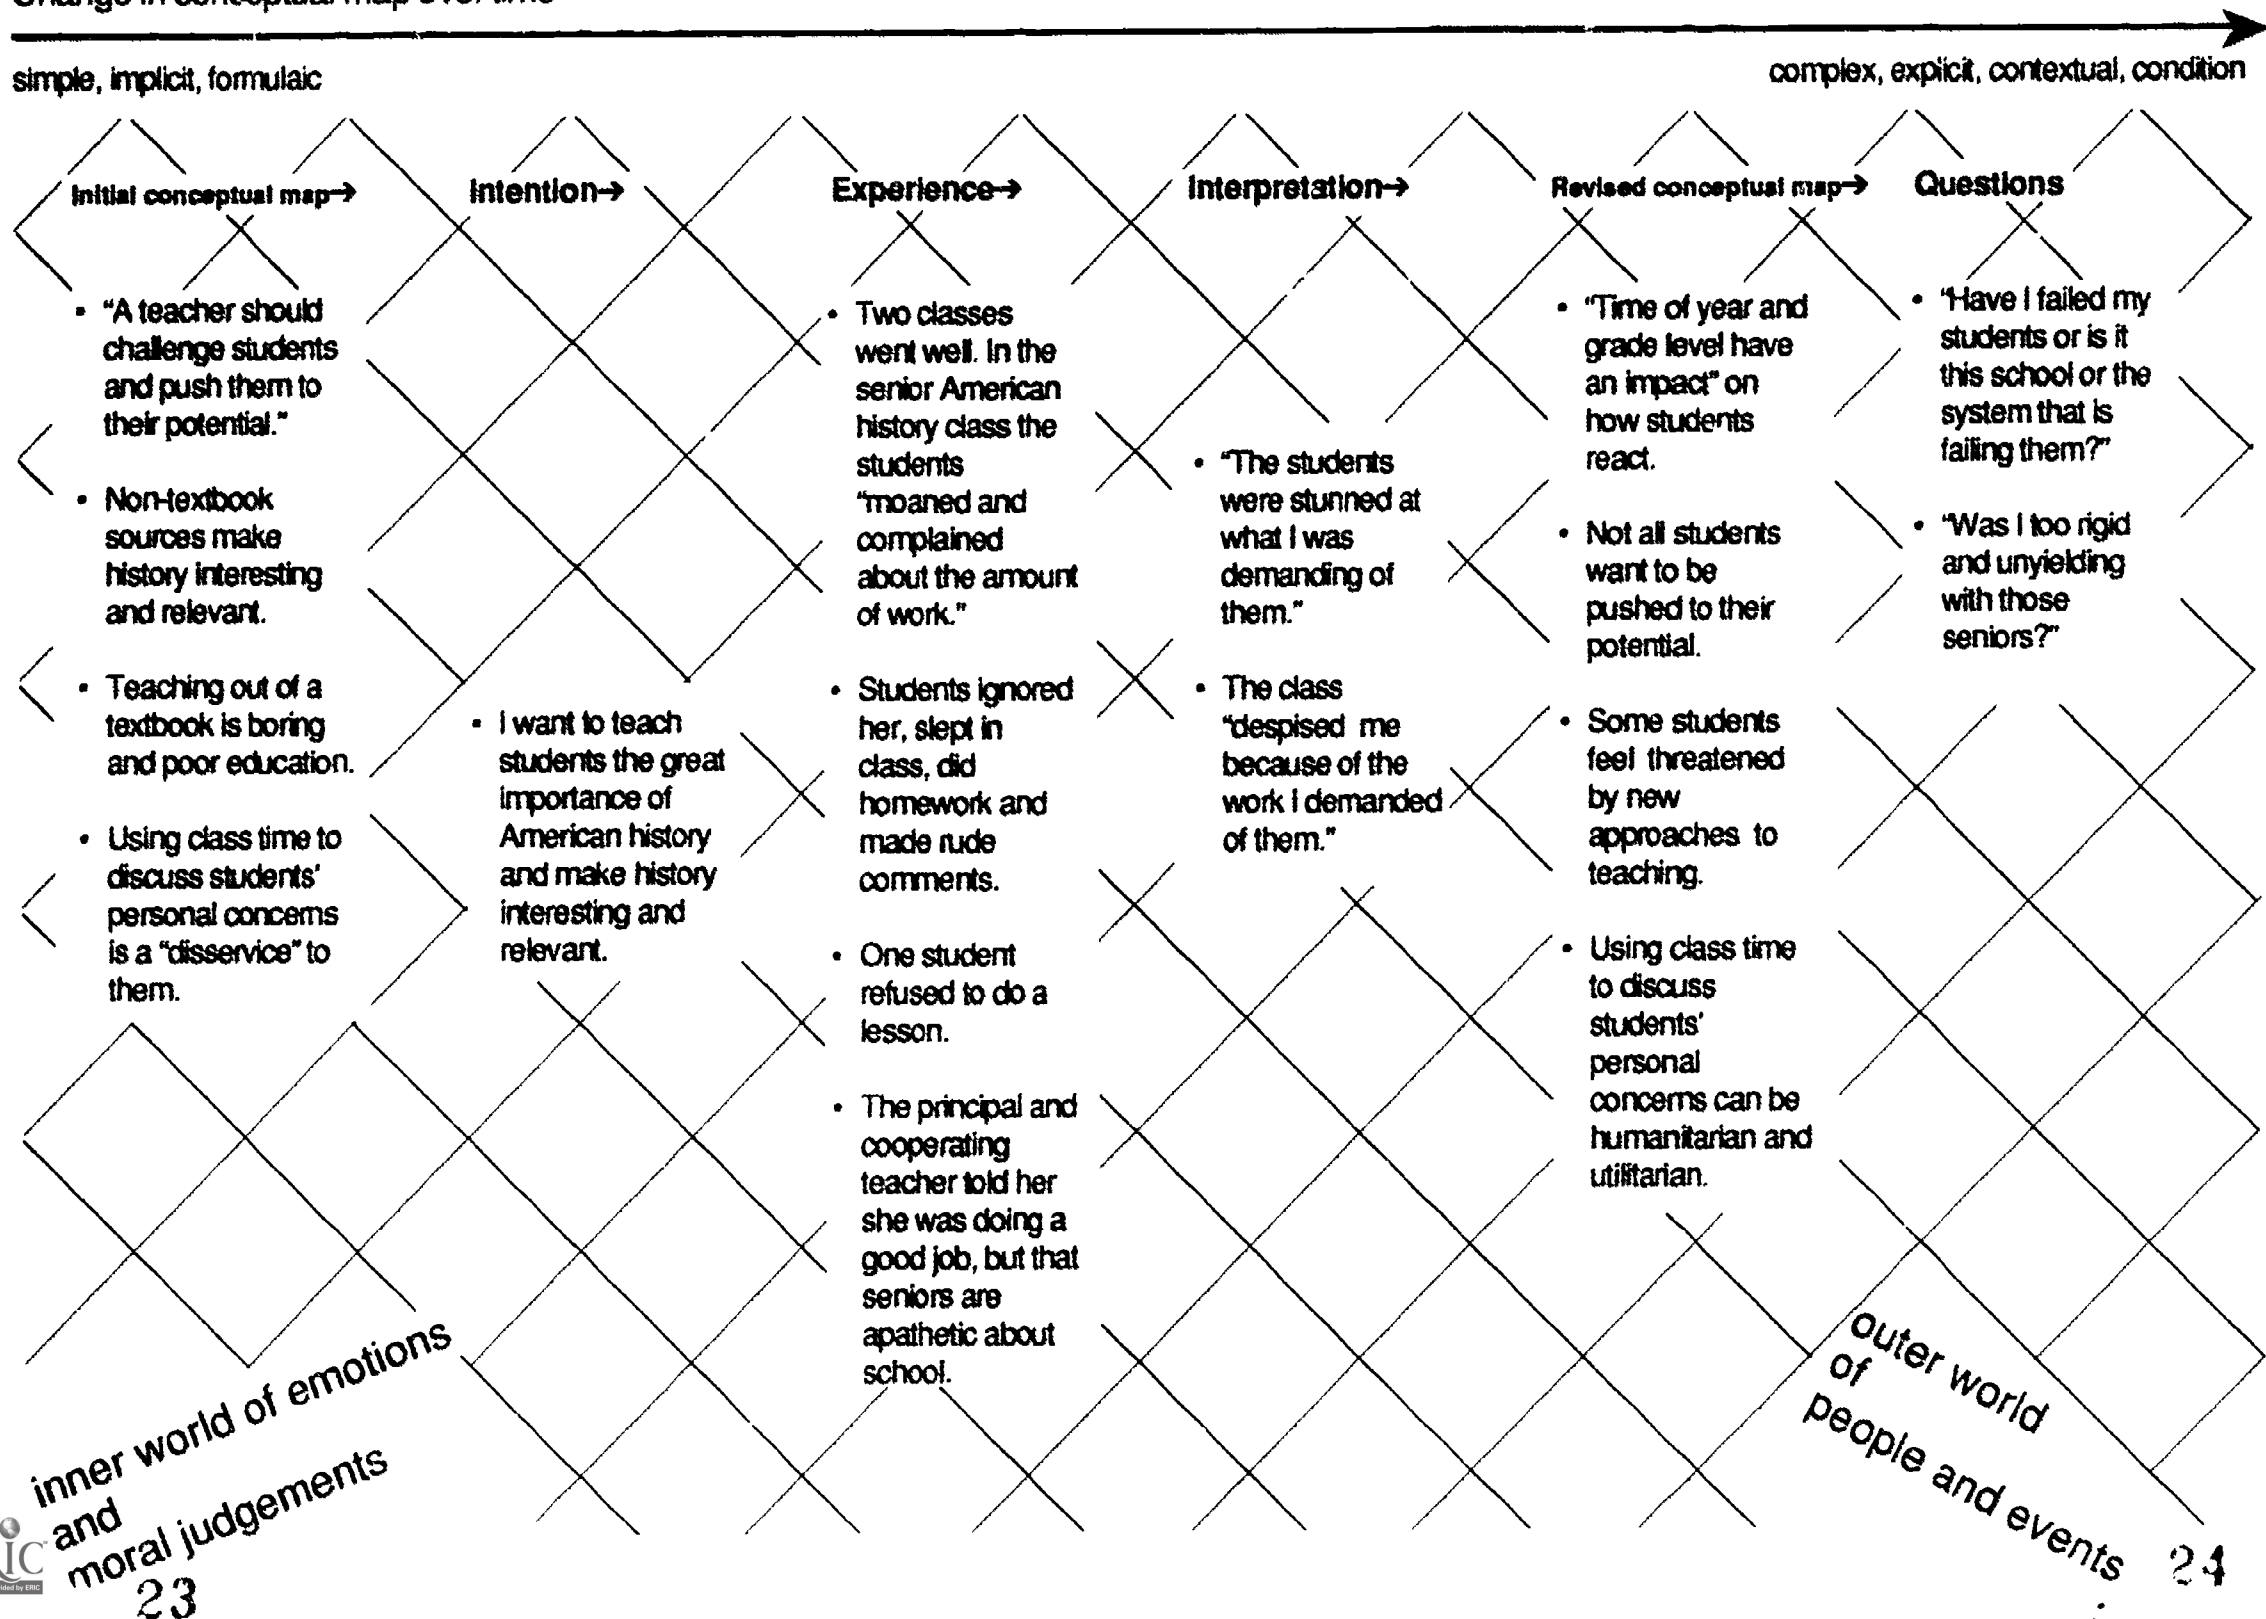 Change in conceptual map over time
simple, implicit, formulaic
complex, explicit, contextual, condition
Initial conceptual map→
Intention→
Experience→
Interpretation→
Revised conceptual map→
Questions
• “A teacher should
challenge students
and push them to
their potential.”
• Non-textbook
sources make
history interesting
and relevant.
• Teaching out of a
textbook is boring
and poor education.
• Using class time to
discuss students'
personal concerns
is a “disservice” to
them.
• I want to teach
students the great
importance of
American history
and make history
interesting and
relevant.
• Two classes
went well. In the
senior American
history class the
students
“moaned and
complained
about the amount
of work.”
• Students ignored
her, slept in
class, did
homework and
made rude
comments.
• One student
refused to do a
lesson.
• The principal and
cooperating
teacher told her
she was doing a
good job, but that
seniors are
apathetic about
school.
• “The students
were stunned at
what I was
demanding of
them.”
• The class
“despised me
because of the
work I demanded
of them.”
• “Time of year and
grade level have
an impact” on
how students
react.
• Not all students
want to be
pushed to their
potential.
• Some students
feel threatened
by new
approaches to
teaching.
• Using class time
to discuss
students'
personal
concerns can be
humanitarian and
utilitarian.
• “Have I failed my
students or is it
this school or the
system that is
failing them?”
• “Was I too rigid
and unyielding
with those
seniors?”
inner world of emotions
and
moral judgements
outer world
of
people and events
23
24